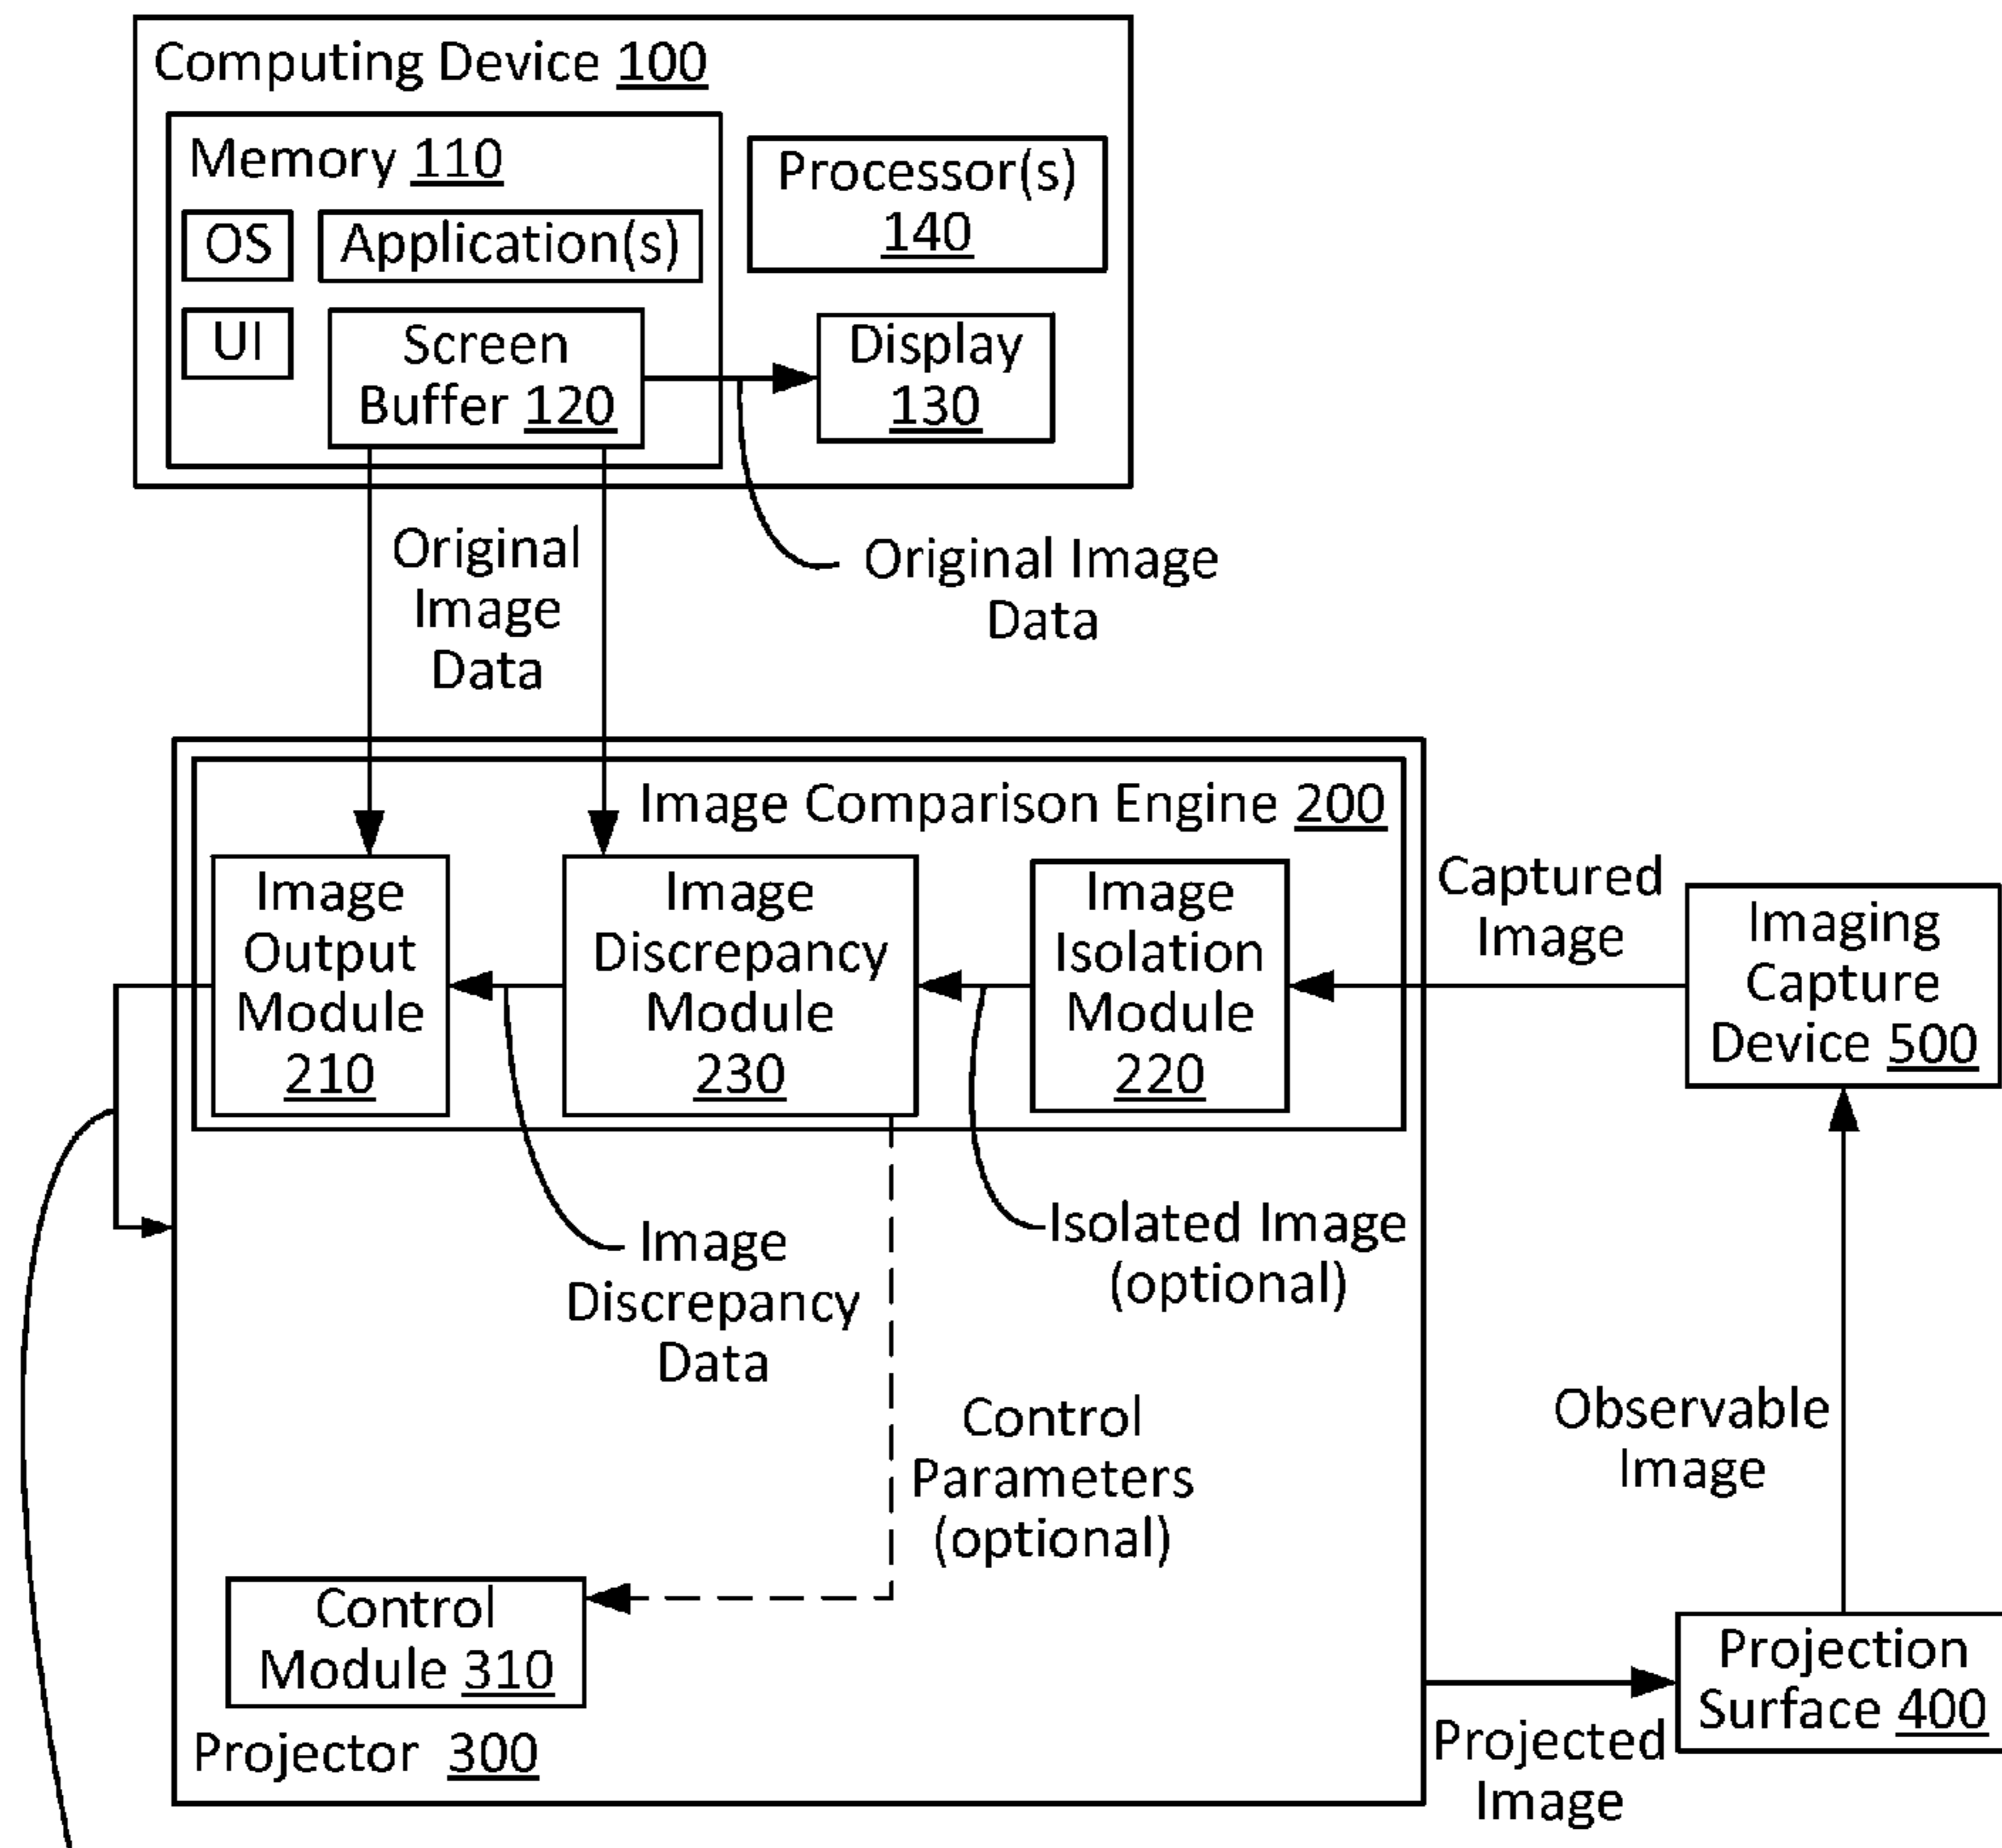 Computing Device 100
Memory 110
OS
Application(s)
UI
Screen
Buffer 120
Processor(s)
140
Display
130
Original
Image
Data
Original Image
Data
Image Comparison Engine 200
Image
Output
Module
210
Image
Discrepancy
Module
230
Image
Isolation
Module
220
Captured
Image
Imaging
Capture
Device 500
Image
Discrepancy
Data
Isolated Image
(optional)
Control
Parameters
(optional)
Observable
Image
Control
Module 310
Projector 300
Projected
Image
Projection
Surface 400